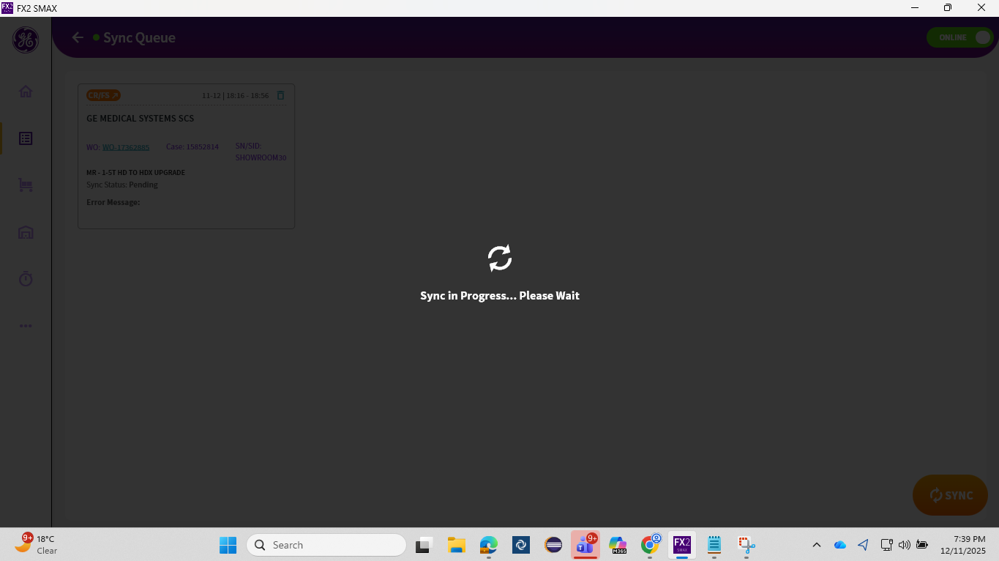 FX2 SMAX
Sync Queue
ONLINE
CR/FS
11-12 | 18:16 - 18:56
GE MEDICAL SYSTEMS SCS
WO: WO-17362885
Case: 15852814
SN/SID:
SHOWROOM30
MR - 1-5T HD TO HDX UPGRADE
Sync Status: Pending
Error Message:
Sync in Progress... Please Wait
SYNC
9+
18°C
Clear
Search
9+
M365
FX2
SMAX
7:39 PM
12/11/2025